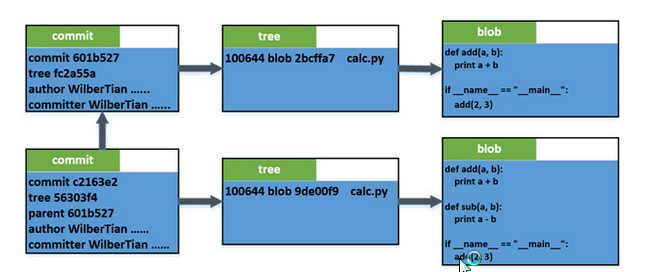 commit
commit 601b527
tree fc2a55a
author WilberTian ......
committer WilberTian ......
tree
100644 blob 2bcffa7 calc.py
blob
def add(a, b):
print a + b
if __name__ == "__main__":
add(2, 3)
commit
commit c2163e2
tree 56303f4
parent 601b527
author WilberTian ......
committer WilberTian ......
tree
100644 blob 9de00f9 calc.py
blob
def add(a, b):
print a + b
def sub(a, b):
print a - b
if __name__ == "__main__":
add(2, 3)